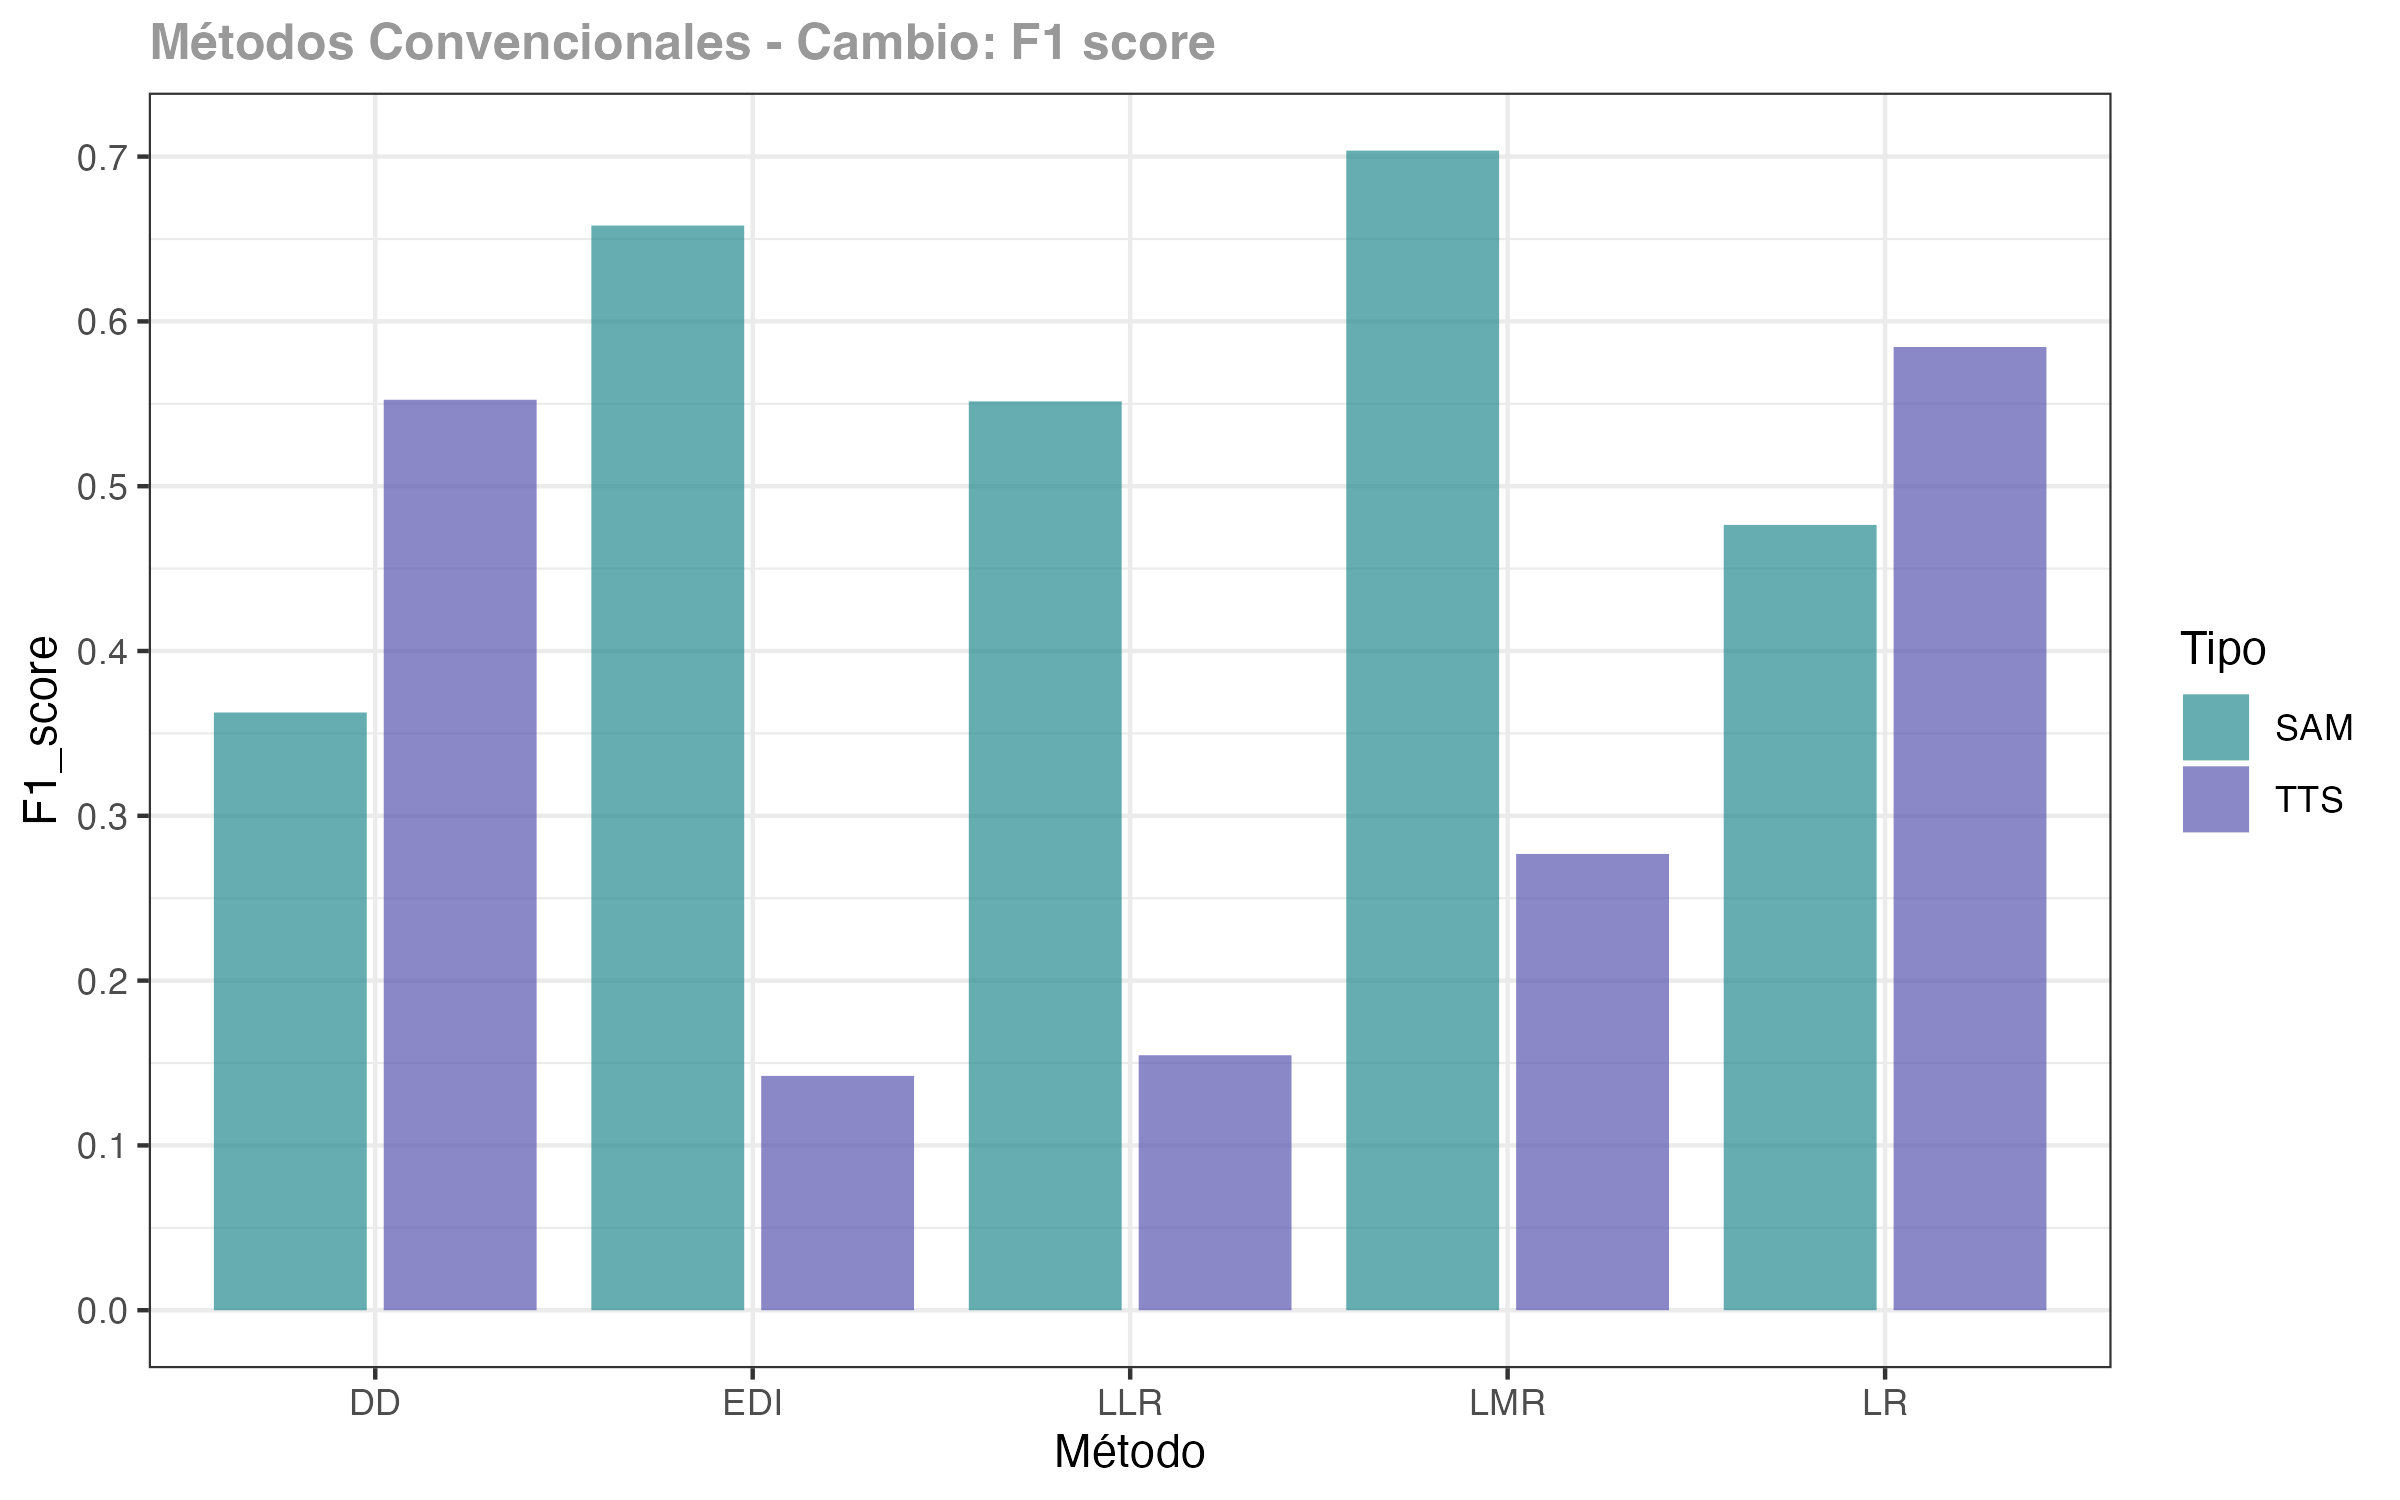 Métodos Convencionales - Cambio: F1 score
F1_score
0.7
0.6
0.5
0.4
0.3
0.2
0.1
0.0
DD EDI LLR LMR LR
Método
Tipo
SAM
TTS